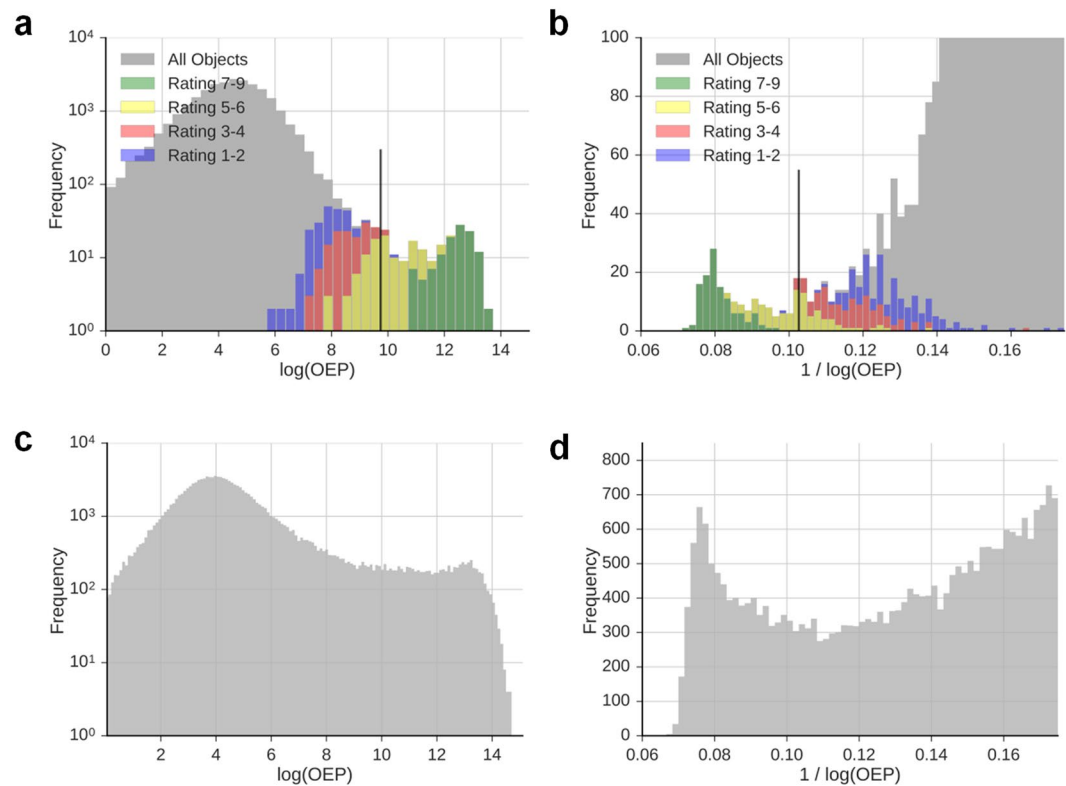 a
10⁴
10³
10²
10¹
10⁰
Frequency
All Objects
Rating 7-9
Rating 5-6
Rating 3-4
Rating 1-2
0 2 4 6 8 10 12 14
log(OEP)
b
100
80
60
40
20
0
Frequency
All Objects
Rating 7-9
Rating 5-6
Rating 3-4
Rating 1-2
0.06 0.08 0.10 0.12 0.14 0.16
1 / log(OEP)
c
10⁴
10³
10²
10¹
10⁰
Frequency
2 4 6 8 10 12 14
log(OEP)
d
800
700
600
500
400
300
200
100
0
Frequency
0.06 0.08 0.10 0.12 0.14 0.16
1 / log(OEP)